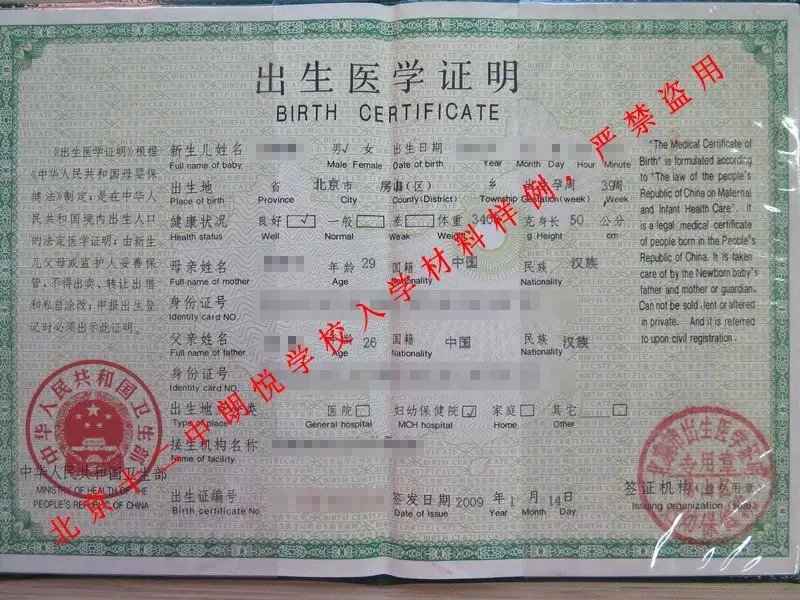 出生医学证明
BIRTH CERTIFICATE
《出生医学证明》根据
《中华人民共和国母婴保
健法》制定;是在中华人
民共和国境内出生人口
的法定医学证明;由新生
儿父母或监护人妥善保
管,不得出卖、转让出借
和私自涂改;申报出生登
记时必须出示此证明。
新生儿姓名 男√ 女 出生日期
Full name of baby Male Female Date of birth Year Month Day Hour Minute
出生地 省 北京市 房山(区) 乡 出生孕周 39周
Place of birth Province City County(District) Township Gestation(week) Week
健康状况 良好 √ 一般 差 体重 克 身长 50 公分
Health status Well Normal Weak Weight g Height cm
母亲姓名 年龄 29 国籍 中国 民族 汉族
Full name of mother Age Nationality Nationality
身份证号
Identity card NO.
父亲姓名 年龄 26 国籍 中国 民族 汉族
Full name of father Age Nationality Nationality
身份证号
Identity card NO.
出生地 类 医院 妇幼保健院 √ 家庭 其它
Type of place General hospital MCH hospital Home Other
接生机构名称
Name of facility
出生证编号 签发日期 2009 年 1 月 14日
Birth certificate No Date of Issue Year Month Day
"The Medical Certificate of
Birth" is formulated according
to "The law of the people's
Republic of China on Maternal
and Infant Health Care". It
is a legal medical certificate
of people born in the People's
Republic of China. It is taken
care of by the Newborn baby's
father and mother or guardian.
Can not be sold .lent or altered
in private. And it is referred
to upon civil registration.
中华人民共和国卫生部
中华人民共和国卫生部
MINISTRY OF HEALTH OF THE
PEOPLE'S REPUBLIC OF CHINA
签证机构(盖专用章)
Issuing organization (seal)
专用章
北京十一中朗悦学校入学材料样例,严禁盗用